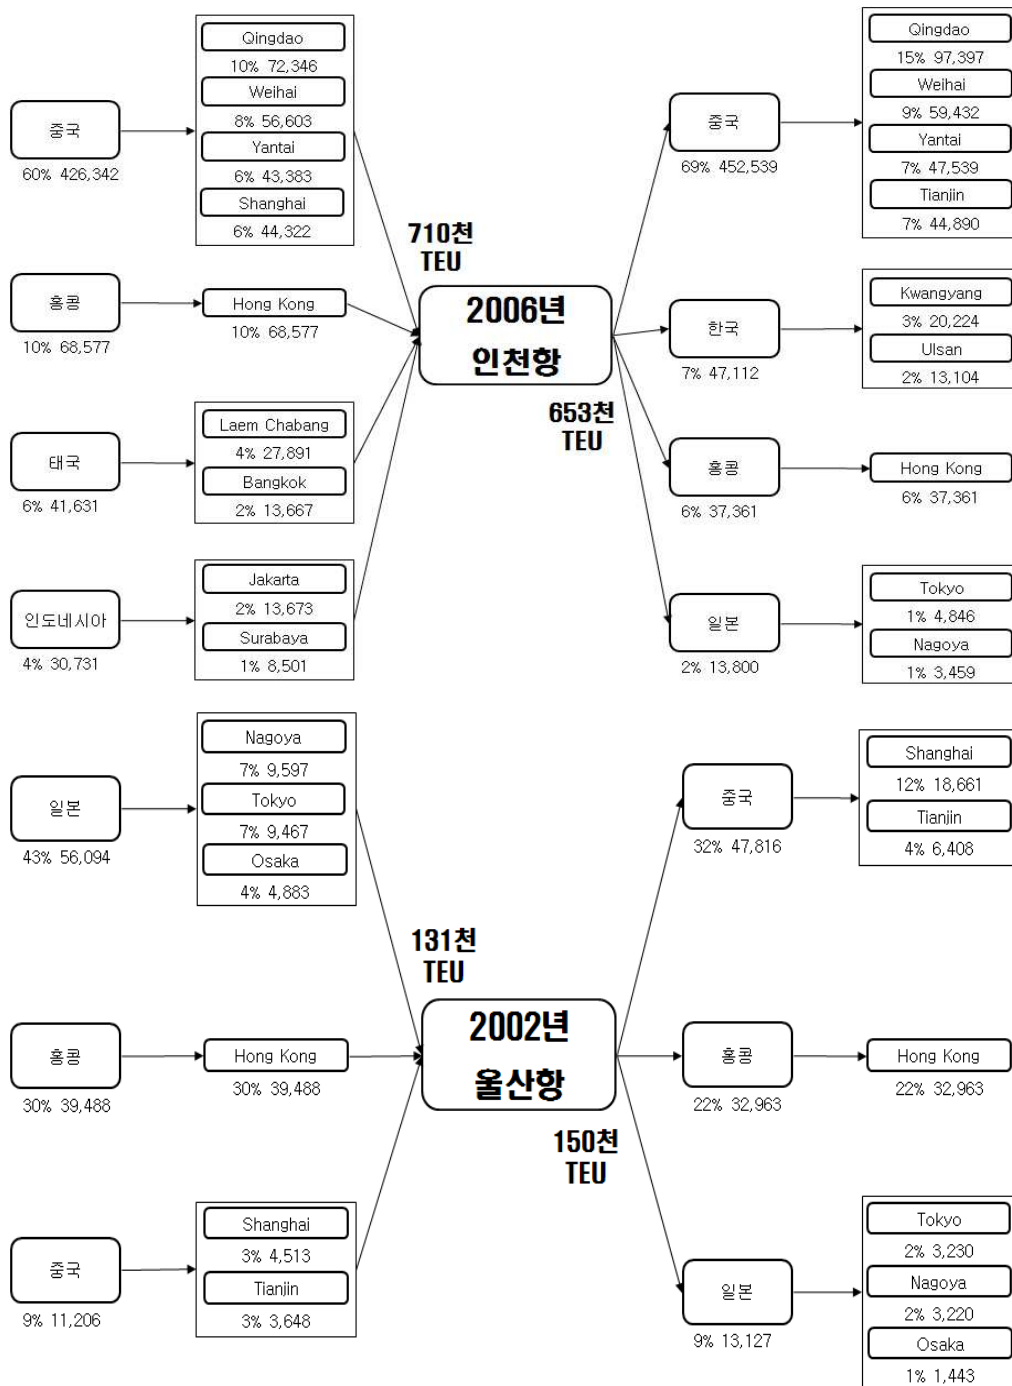 중국
60% 426,342
Qingdao
10% 72,346
Weihai
8% 56,603
Yantai
6% 43,383
Shanghai
6% 44,322
홍콩
10% 68,577
Hong Kong
10% 68,577
태국
6% 41,631
Laem Chabang
4% 27,891
Bangkok
2% 13,667
인도네시아
4% 30,731
Jakarta
2% 13,673
Surabaya
1% 8,501
710천
TEU
2006년
인천항
653천
TEU
중국
69% 452,539
Qingdao
15% 97,397
Weihai
9% 59,432
Yantai
7% 47,539
Tianjin
7% 44,890
한국
7% 47,112
Kwangyang
3% 20,224
Ulsan
2% 13,104
홍콩
6% 37,361
Hong Kong
6% 37,361
일본
2% 13,800
Tokyo
1% 4,846
Nagoya
1% 3,459
일본
43% 56,094
Nagoya
7% 9,597
Tokyo
7% 9,467
Osaka
4% 4,883
홍콩
30% 39,488
Hong Kong
30% 39,488
중국
9% 11,206
Shanghai
3% 4,513
Tianjin
3% 3,648
131천
TEU
2002년
울산항
150천
TEU
중국
32% 47,816
Shanghai
12% 18,661
Tianjin
4% 6,408
홍콩
22% 32,963
Hong Kong
22% 32,963
일본
9% 13,127
Tokyo
2% 3,230
Nagoya
2% 3,220
Osaka
1% 1,443